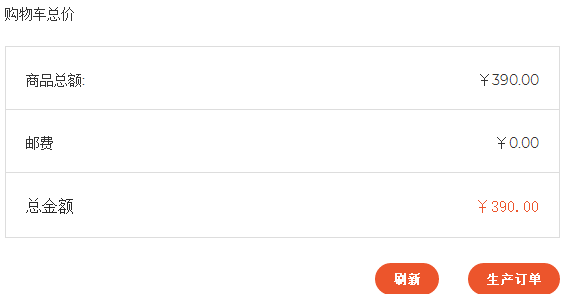 购物车总价
商品总额: ￥390.00
邮费 ￥0.00
总金额 ￥390.00
刷新 生产订单